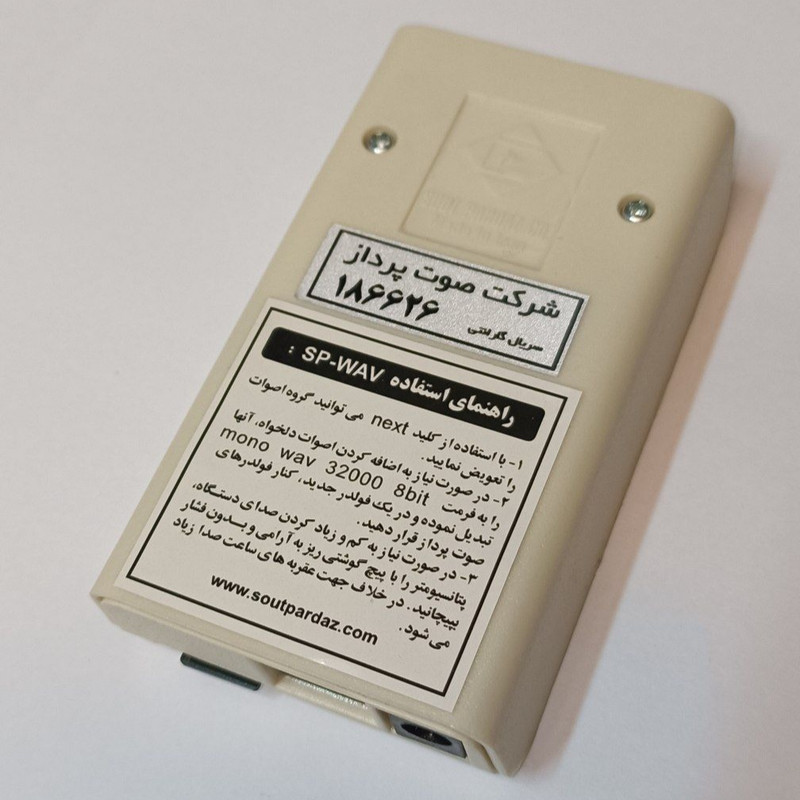 شرکت صوت پرداز
۱۸۶۶۲۶
سریال گارانتی
راهنمای استفاده SP-WAV :
۱- با استفاده از کلید next می توانید گروه اصوات
را تعویض نمایید.
۲- در صورت نیاز به اضافه کردن اصوات دلخواه، آنها
را به فرمت mono wav 32000 8bit
تبدیل نموده و در یک فولدر جدید، کنار فولدرهای
صوت پرداز قرار دهید.
۳- در صورت نیاز به کم و زیاد کردن صدای دستگاه،
پتانسیومتر را با پیچ گوشتی ریز به آرامی و بدون فشار
بپیچانید. در خلاف جهت عقربه های ساعت صدا زیاد
می شود.
www.soutpardaz.com